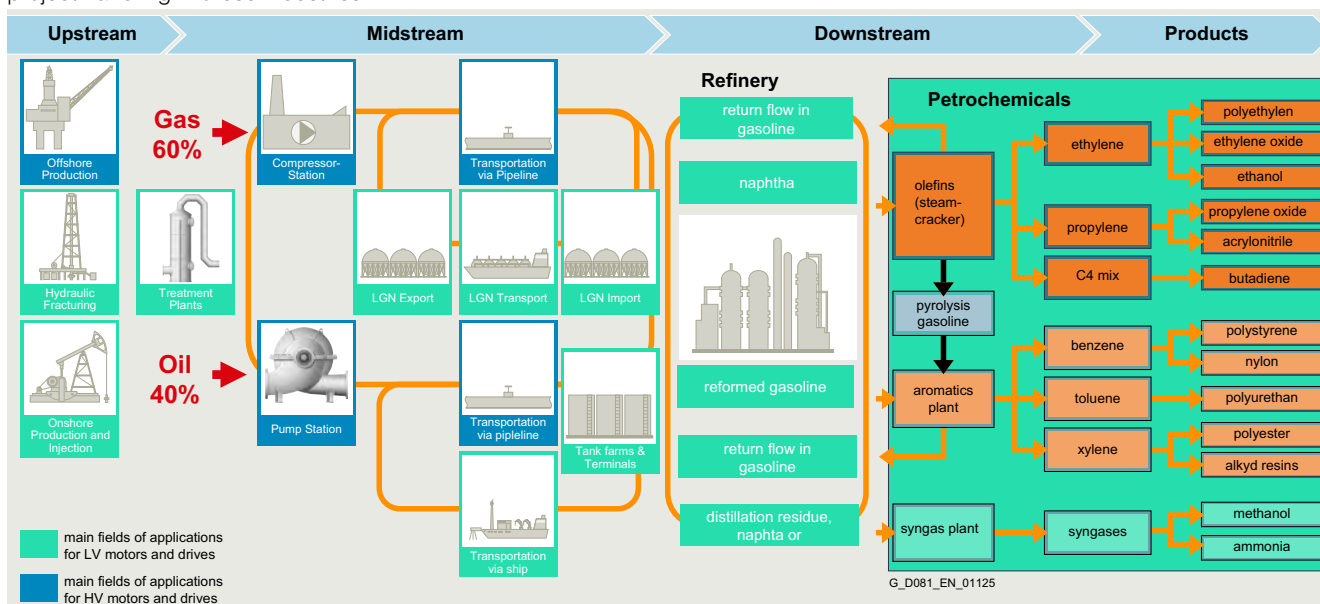 Upstream
Midstream
Downstream
Products
Offshore
Production
Hydraulic
Fracturing
Onshore
Production and
Injection
Treatment
Plants
Gas
60%
Oil
40%
Compressor-
Station
Transportation
via Pipeline
LGN Export
LGN Transport
LGN Import
Pump Station
Transportation
via pipleline
Tank farms &
Terminals
Transportation
via ship
Refinery
return flow in
gasoline
naphtha
reformed gasoline
return flow in
gasoline
distillation residue,
naphta or
Petrochemicals
olefins
(steam-
cracker)
pyrolysis
gasoline
aromatics
plant
syngas plant
ethylene
propylene
C4 mix
benzene
toluene
xylene
syngases
polyethylen
ethylene oxide
ethanol
propylene oxide
acrylonitrile
butadiene
polystyrene
nylon
polyurethan
polyester
alkyd resins
methanol
ammonia
main fields of applications
for LV motors and drives
main fields of applications
for HV motors and drives
G_D081_EN_01125